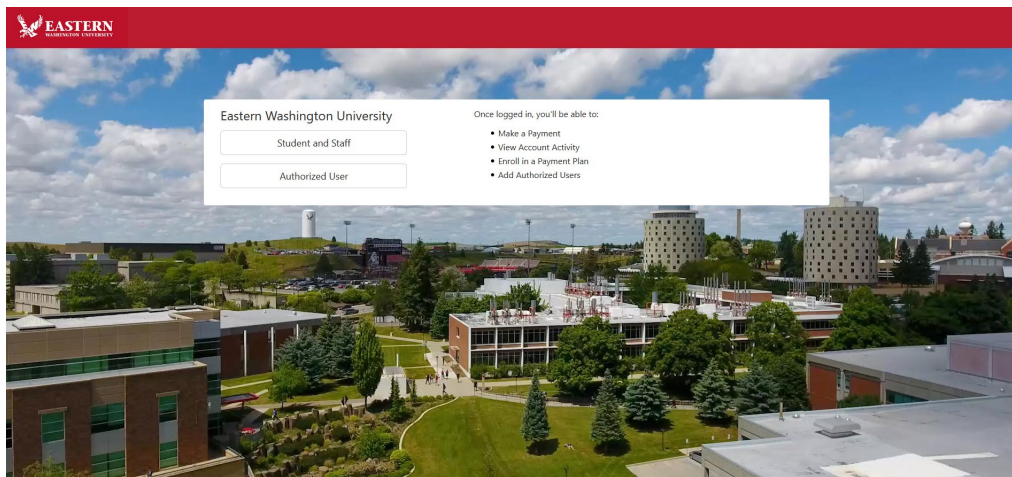 EASTERN
WASHINGTON UNIVERSITY
Eastern Washington University
Student and Staff
Authorized User
Once logged in, you'll be able to:
Make a Payment
View Account Activity
Enroll in a Payment Plan
Add Authorized Users